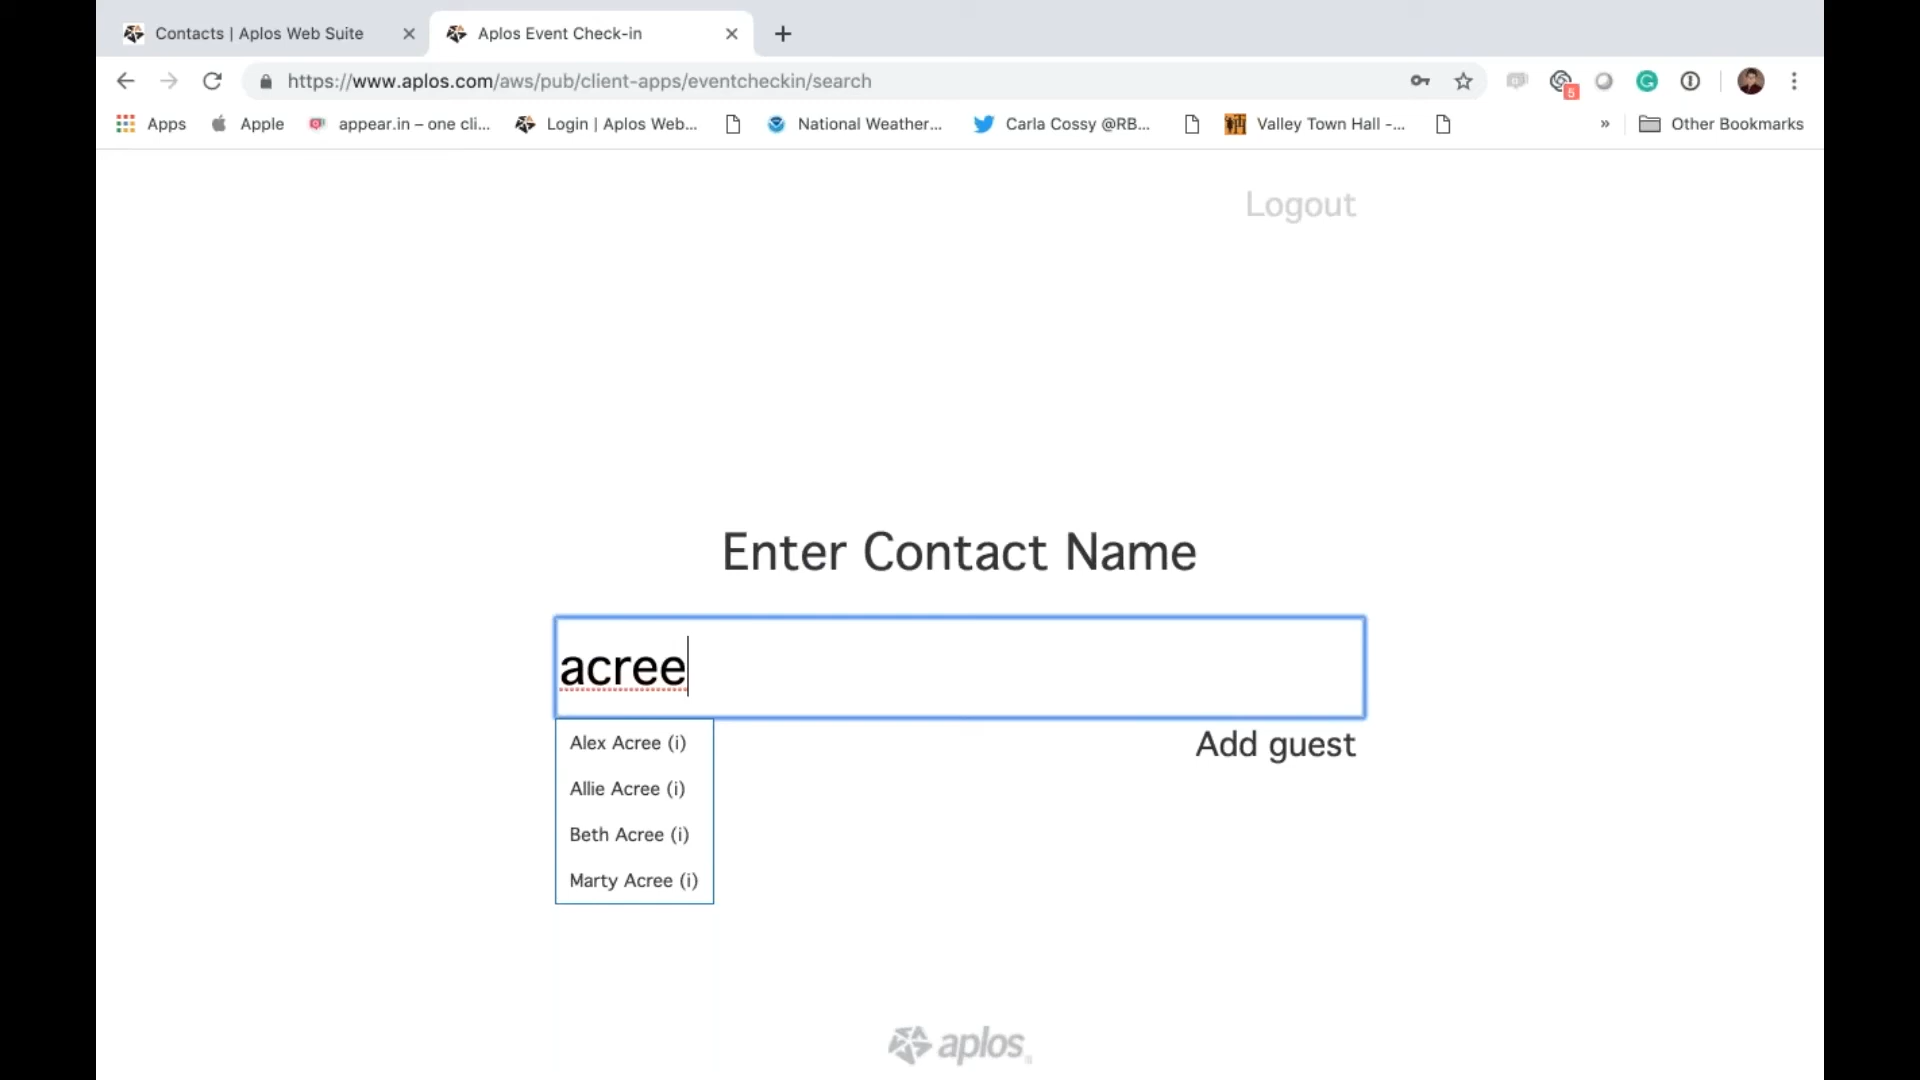 Contacts | Aplos Web Suite
Aplos Event Check-in
https://www.aplos.com/aws/pub/client-apps/eventcheckin/search
5
Apps
Apple
appear.in – one cli...
Login | Aplos Web...
National Weather...
Carla Cossy @RB...
Valley Town Hall -...
»
Other Bookmarks
Logout
Enter Contact Name
acree
Alex Acree (i)
Add guest
Allie Acree (i)
Beth Acree (i)
Marty Acree (i)
aplos